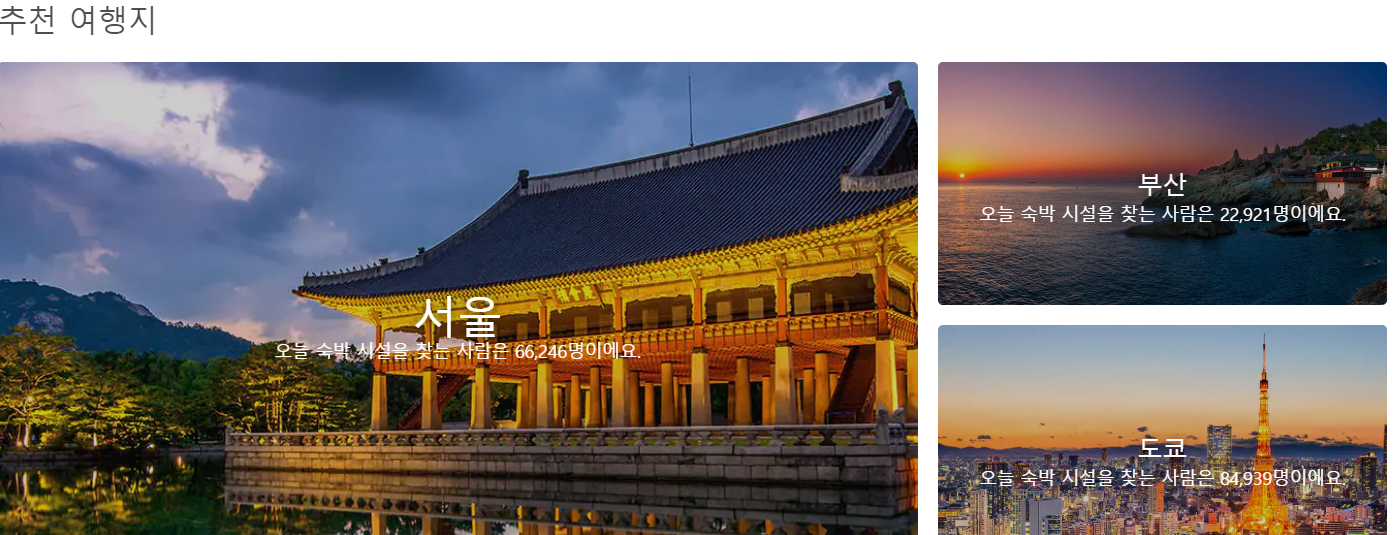 추천 여행지
서울
오늘 숙박 시설을 찾는 사람은 66,246명이에요.
부산
오늘 숙박 시설을 찾는 사람은 22,921명이에요.
도쿄
오늘 숙박 시설을 찾는 사람은 84,939명이에요.